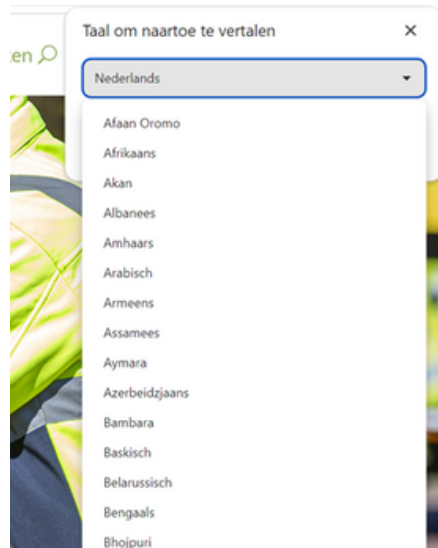 Taal om naartoe te vertalen
en
Nederlands
Afaan Oromo
Afrikaans
Akan
Albanees
Amhaars
Arabisch
Armeens
Assamees
Aymara
Azerbeidzjaans
Bambara
Baskisch
Belarussisch
Bengaals
Bhojpuri